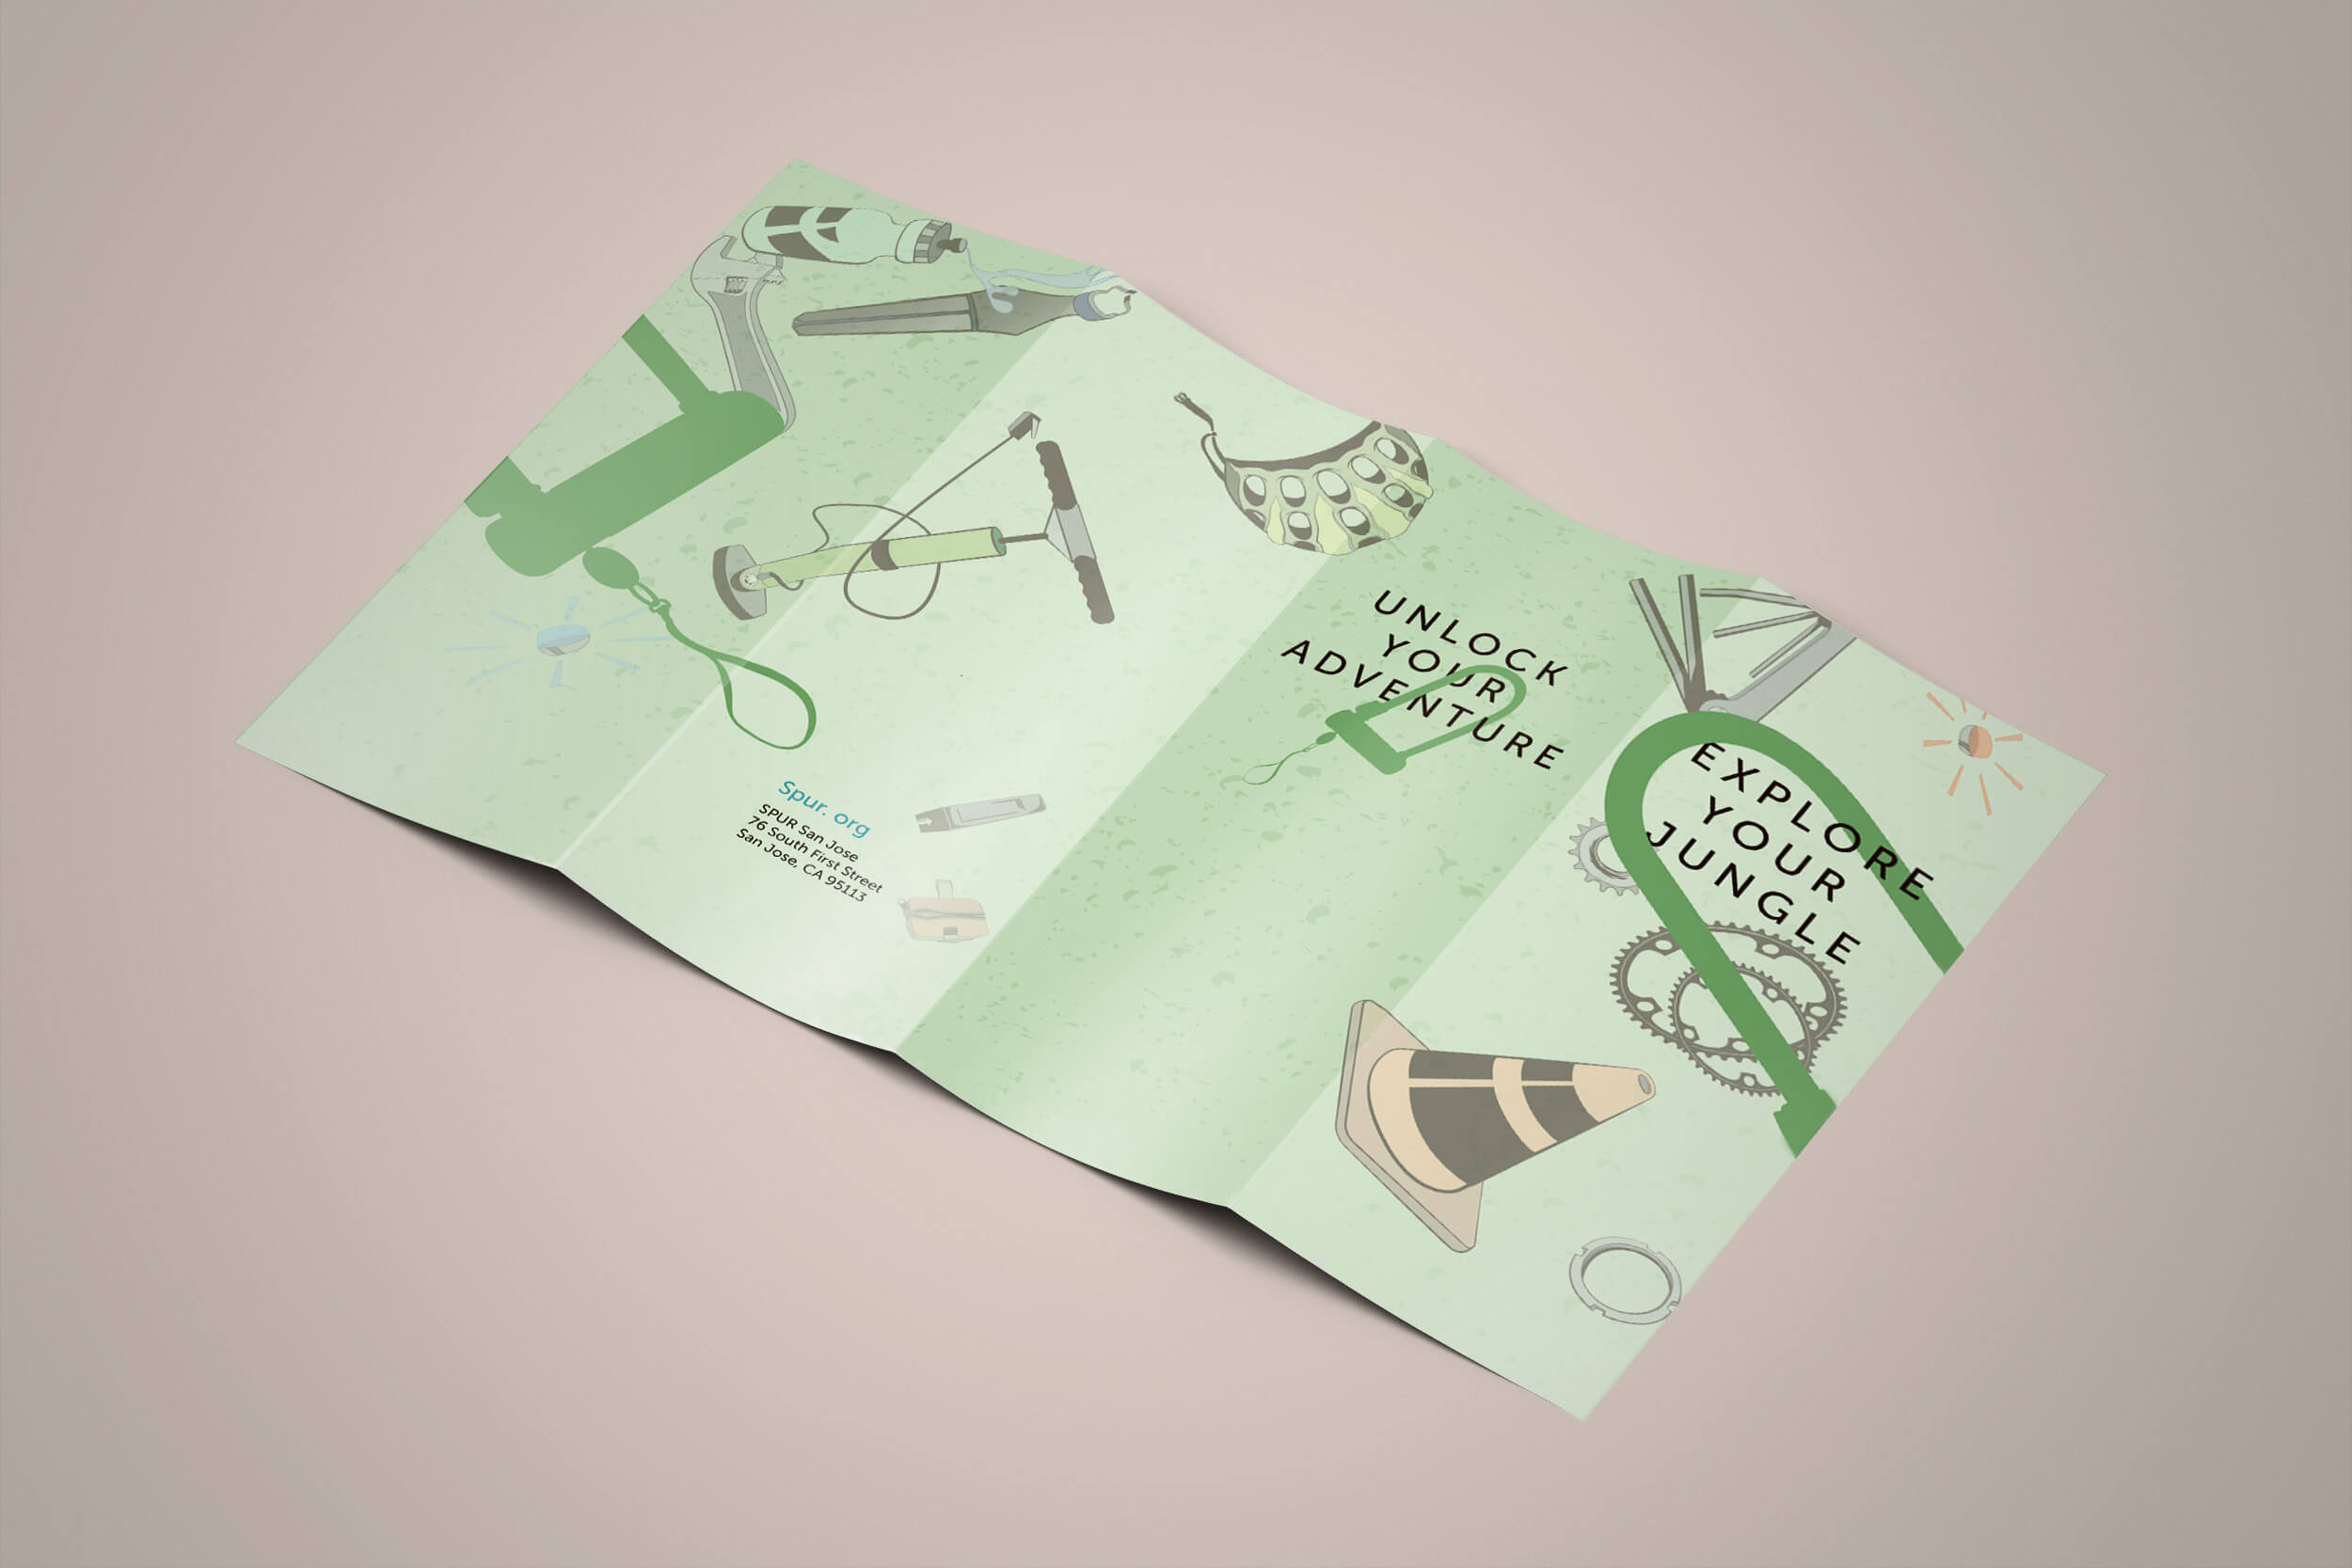 Spur. org
SPUR San Jose
76 South First Street
San Jose, CA 95113
UNLOCK
YOUR
ADVENTURE
EXPLORE
YOUR
JUNGLE